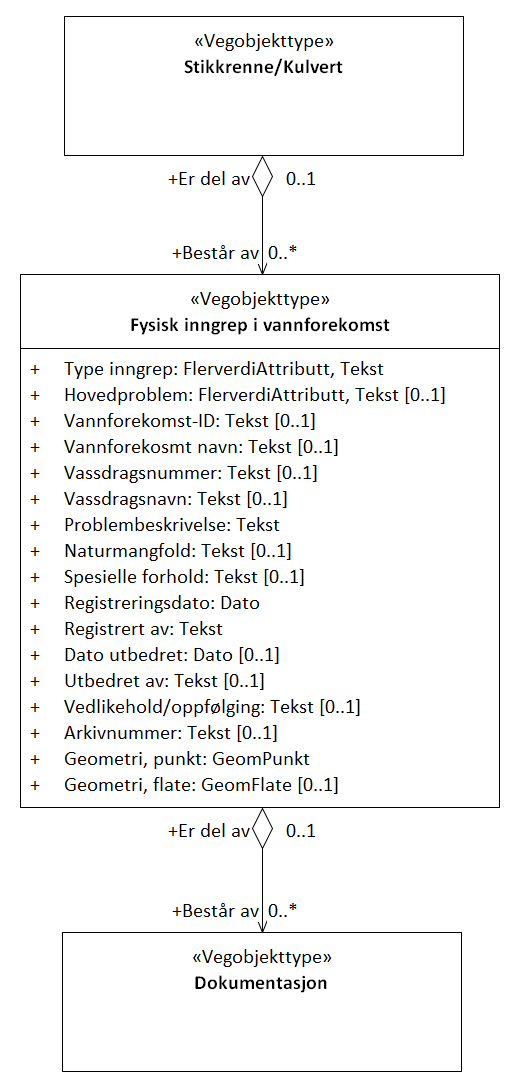 «Vegobjekttype»
Stikkrenne/Kulvert
+Er del av 0..1
+Består av 0..*
«Vegobjekttype»
Fysisk inngrep i vannforekomst
+ Type inngrep: FlerverdiAttributt, Tekst
+ Hovedproblem: FlerverdiAttributt, Tekst [0..1]
+ Vannforekomst-ID: Tekst [0..1]
+ Vannforekosmt navn: Tekst [0..1]
+ Vassdragsnummer: Tekst [0..1]
+ Vassdragsnavn: Tekst [0..1]
+ Problembeskrivelse: Tekst
+ Naturmangfold: Tekst [0..1]
+ Spesielle forhold: Tekst [0..1]
+ Registreringsdato: Dato
+ Registrert av: Tekst
+ Dato utbedret: Dato [0..1]
+ Utbedret av: Tekst [0..1]
+ Vedlikehold/oppfølging: Tekst [0..1]
+ Arkivnummer: Tekst [0..1]
+ Geometri, punkt: GeomPunkt
+ Geometri, flate: GeomFlate [0..1]
+Er del av 0..1
+Består av 0..*
«Vegobjekttype»
Dokumentasjon